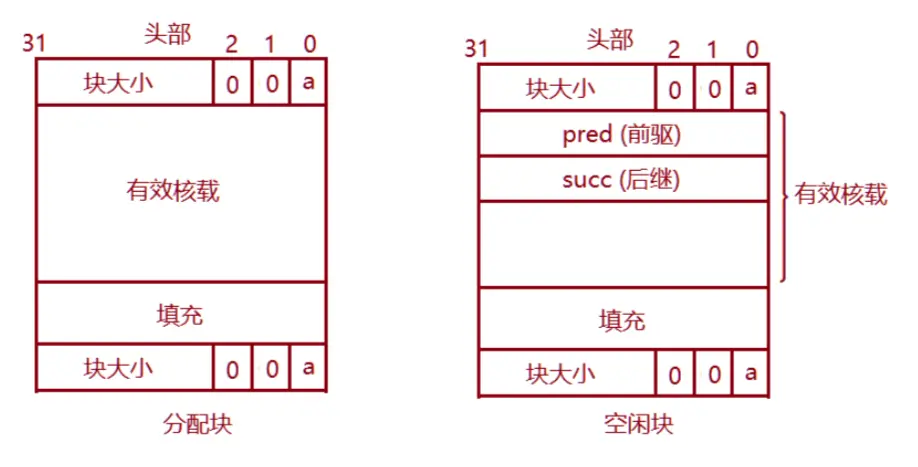 头部
31 2 1 0
块大小 0 0 a
有效核载
填充
块大小 0 0 a
分配块
头部
31 2 1 0
块大小 0 0 a
pred (前驱)
succ (后继)
有效核载
填充
块大小 0 0 a
空闲块